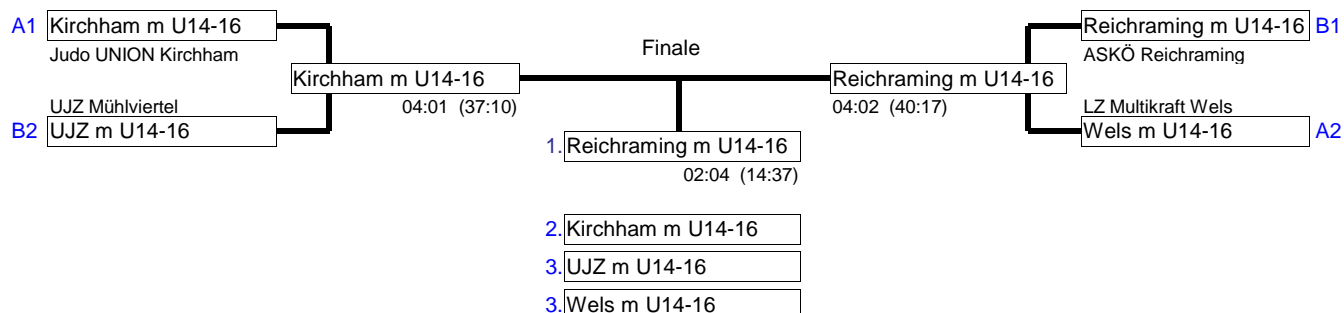 A1 Kirchham m U14-16
Judo UNION Kirchham
Kirchham m U14-16
04:01 (37:10)
UJZ Mühlviertel
B2 UJZ m U14-16
Finale
Reichraming m U14-16 B1
ASKÖ Reichraming
Reichraming m U14-16
04:02 (40:17)
LZ Multikraft Wels
Wels m U14-16 A2
1. Reichraming m U14-16
02:04 (14:37)
2. Kirchham m U14-16
3. UJZ m U14-16
3. Wels m U14-16